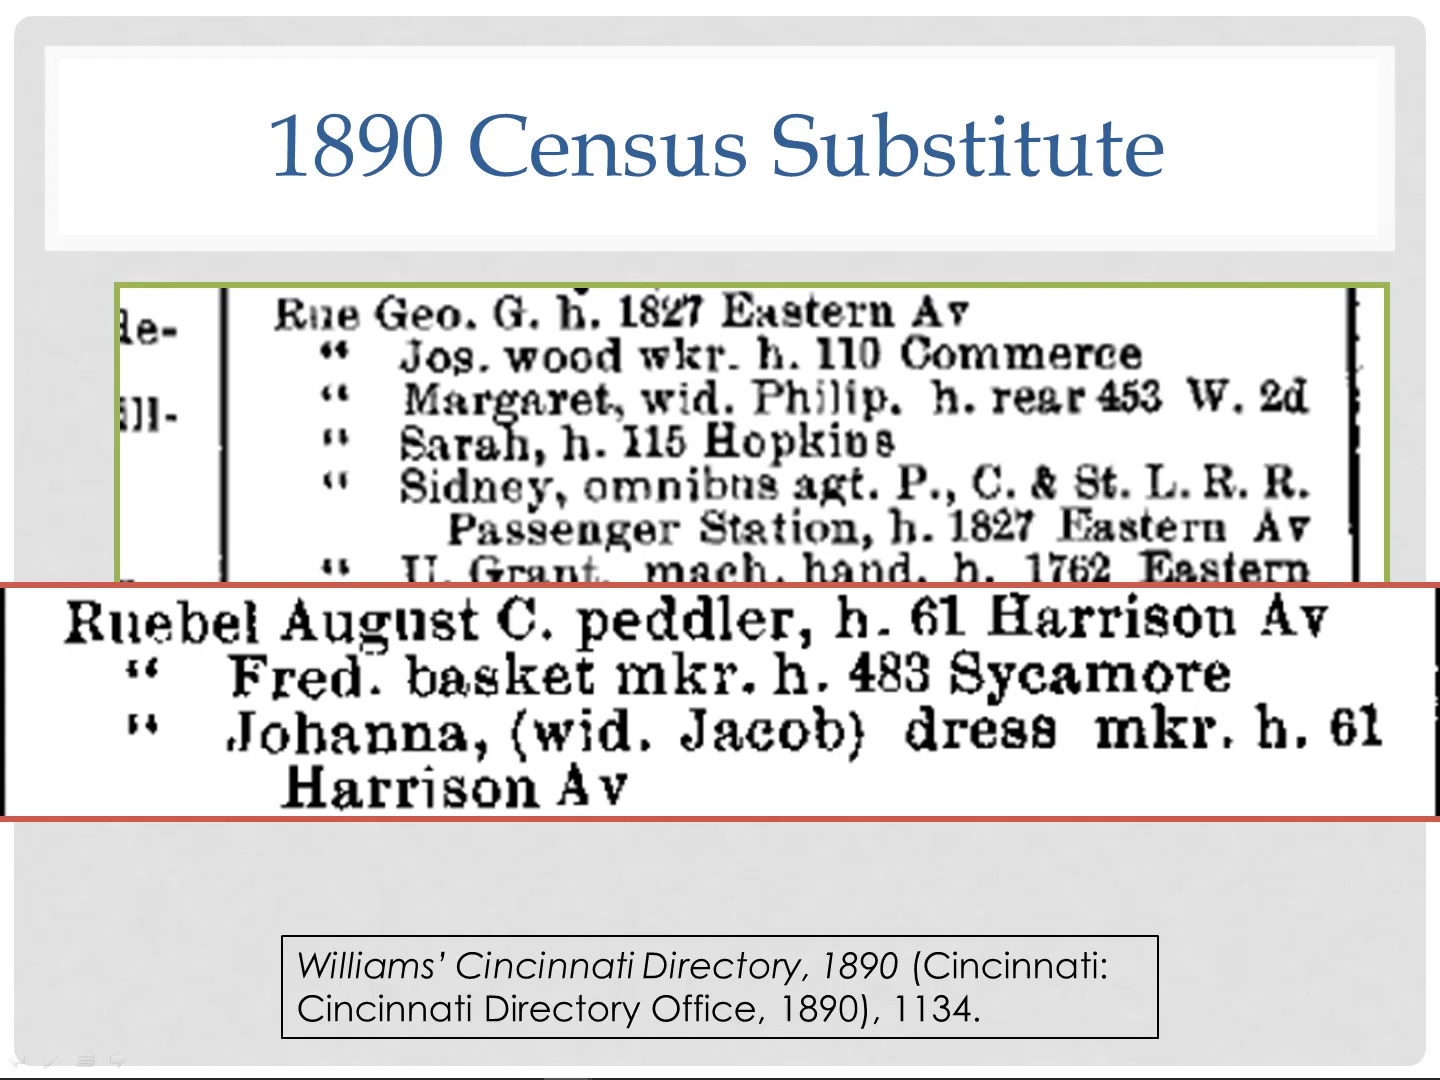 1890 Census Substitute
le-
ill-
Rue Geo. G. h. 1827 Eastern Av
“ Jos. wood wkr. h. 110 Commerce
“ Margaret, wid. Philip. h. rear 453 W. 2d
“ Sarah, h. 115 Hopkins
“ Sidney, omnibus agt. P., C. & St. L. R. R.
Passenger Station, h. 1827 Eastern Av
“ U. Grant, mach. hand, h. 1762 Eastern
Ruebel August C. peddler, h. 61 Harrison Av
“ Fred. basket mkr. h. 483 Sycamore
“ Johanna, (wid. Jacob) dress mkr. h. 61
Harrison Av
Williams’ Cincinnati Directory, 1890 (Cincinnati:
Cincinnati Directory Office, 1890), 1134.